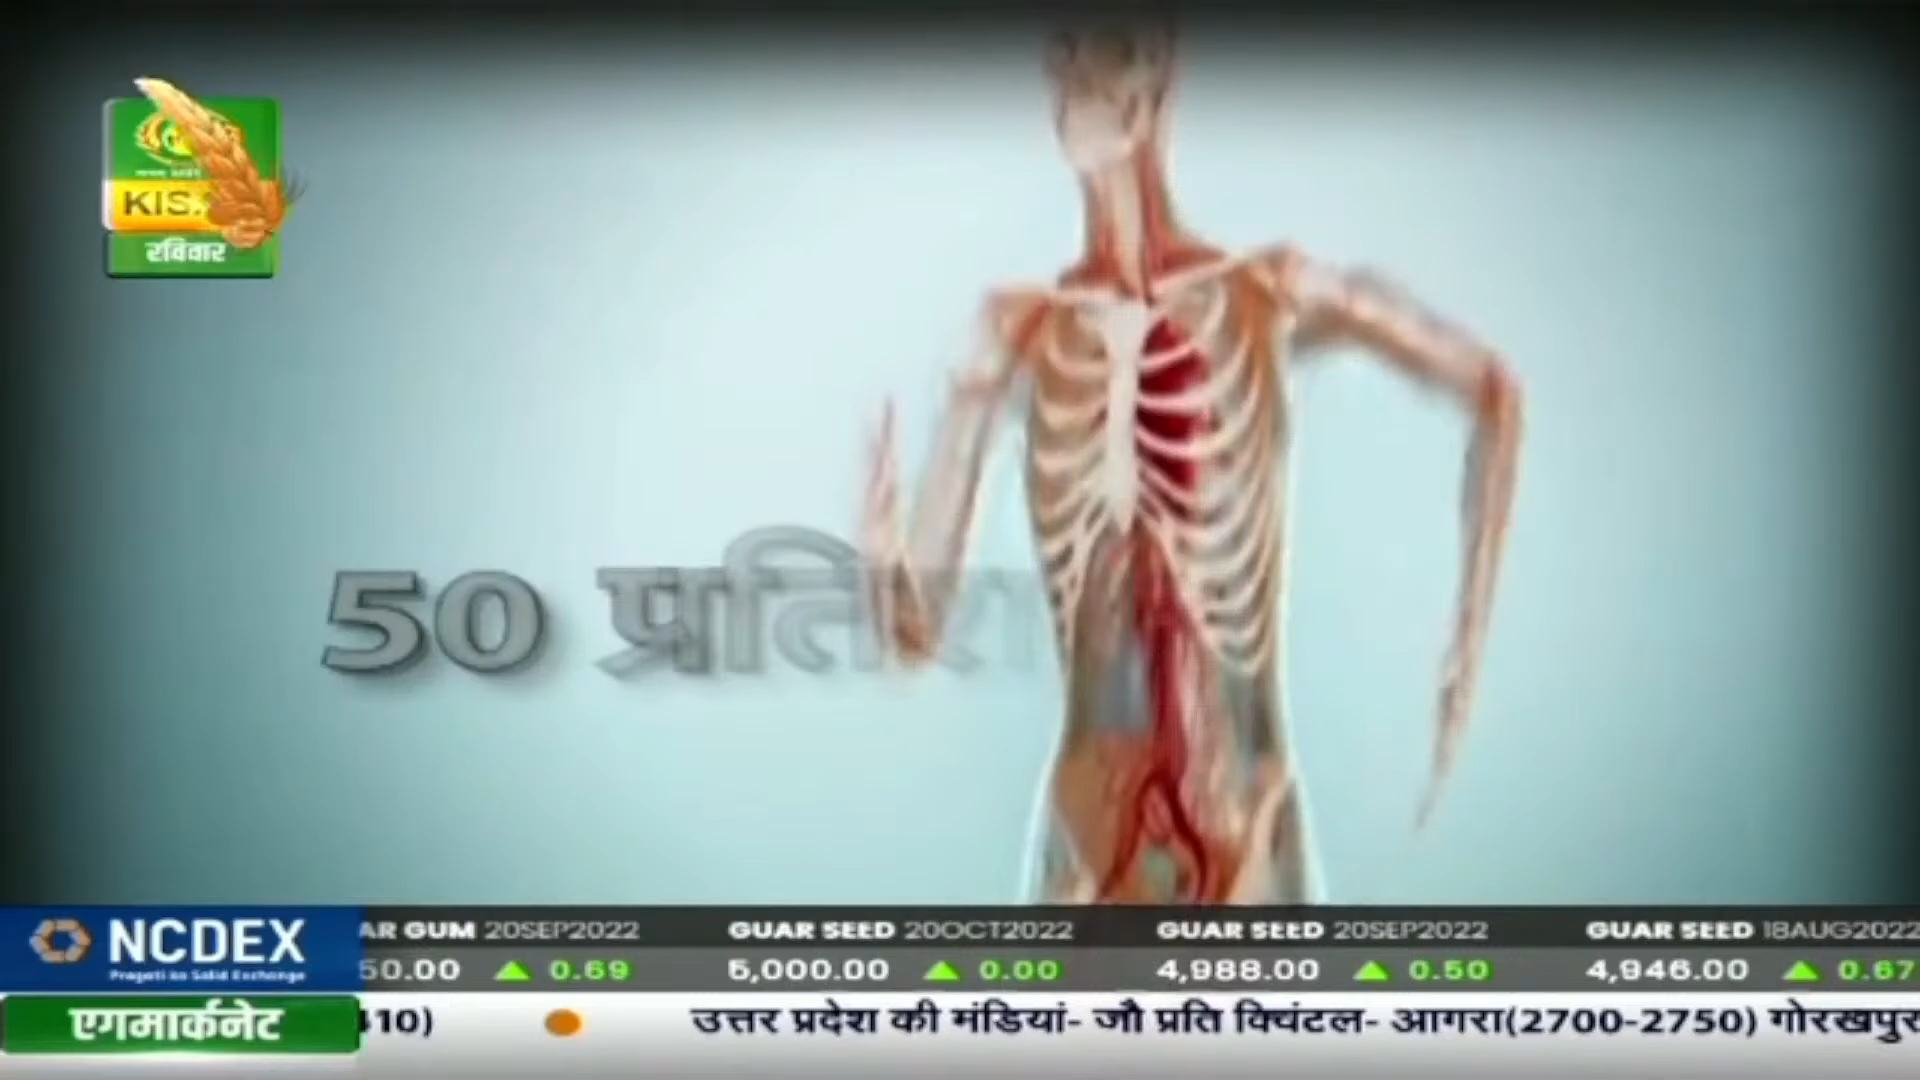 KIS
रविवार
50 प्रति
NCDEX
Pragati ka Solid Exchange
AR GUM 20SEP2022 GUAR SEED 20OCT2022 GUAR SEED 20SEP2022 GUAR SEED 18AUG2022
50.00 ▲ 0.69 5,000.00 ▲ 0.00 4,988.00 ▲ 0.50 4,946.00 ▲ 0.67
एगमार्कनेट 10) उत्तर प्रदेश की मंडियां- जौ प्रति क्विंटल- आगरा(2700-2750) गोरखपुर